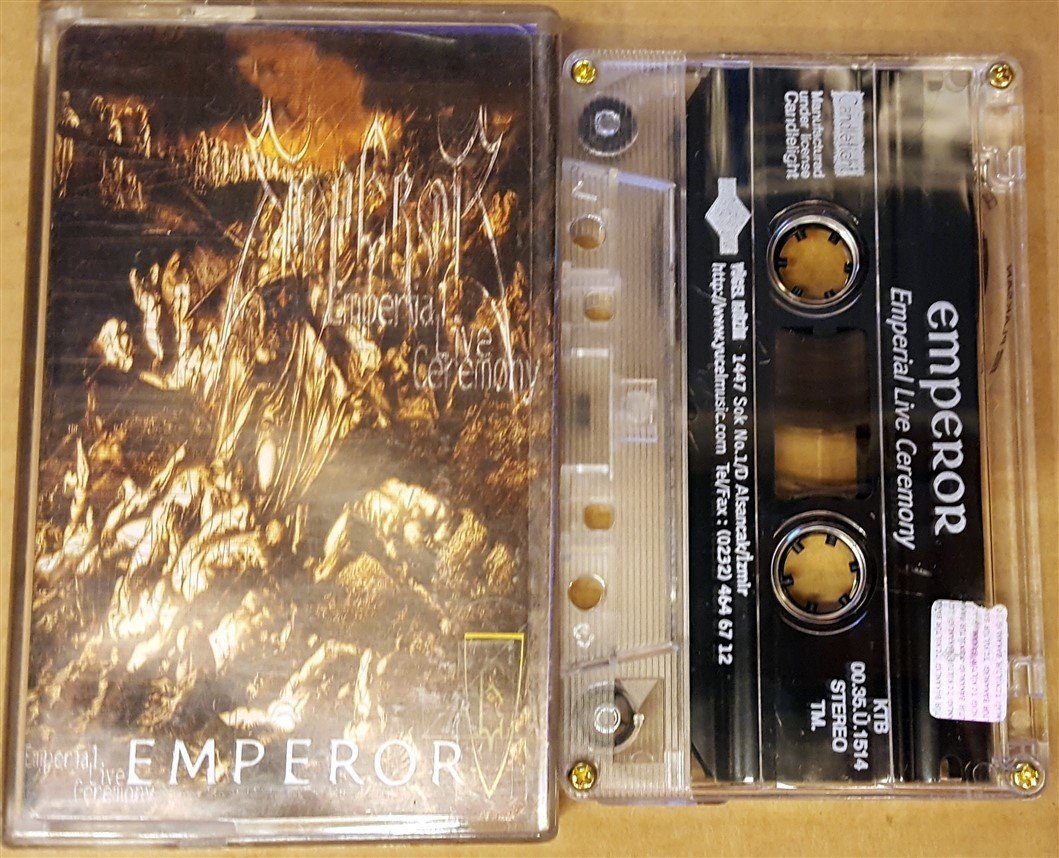 EMPEROR
Emperial
Live
Ceremony
Emperial
Live
Ceremony
EMPEROR
Candlelight
Manufactured
under license
Candlelight
EMPEROR
Emperial Live Ceremony
1447 Sok No.1/D Alsancak/İzmir
http://www.yucelmusic.com Tel/Fax : (0232) 464 67 12
KTB
00.35.Ü.1514
STEREO
TM.